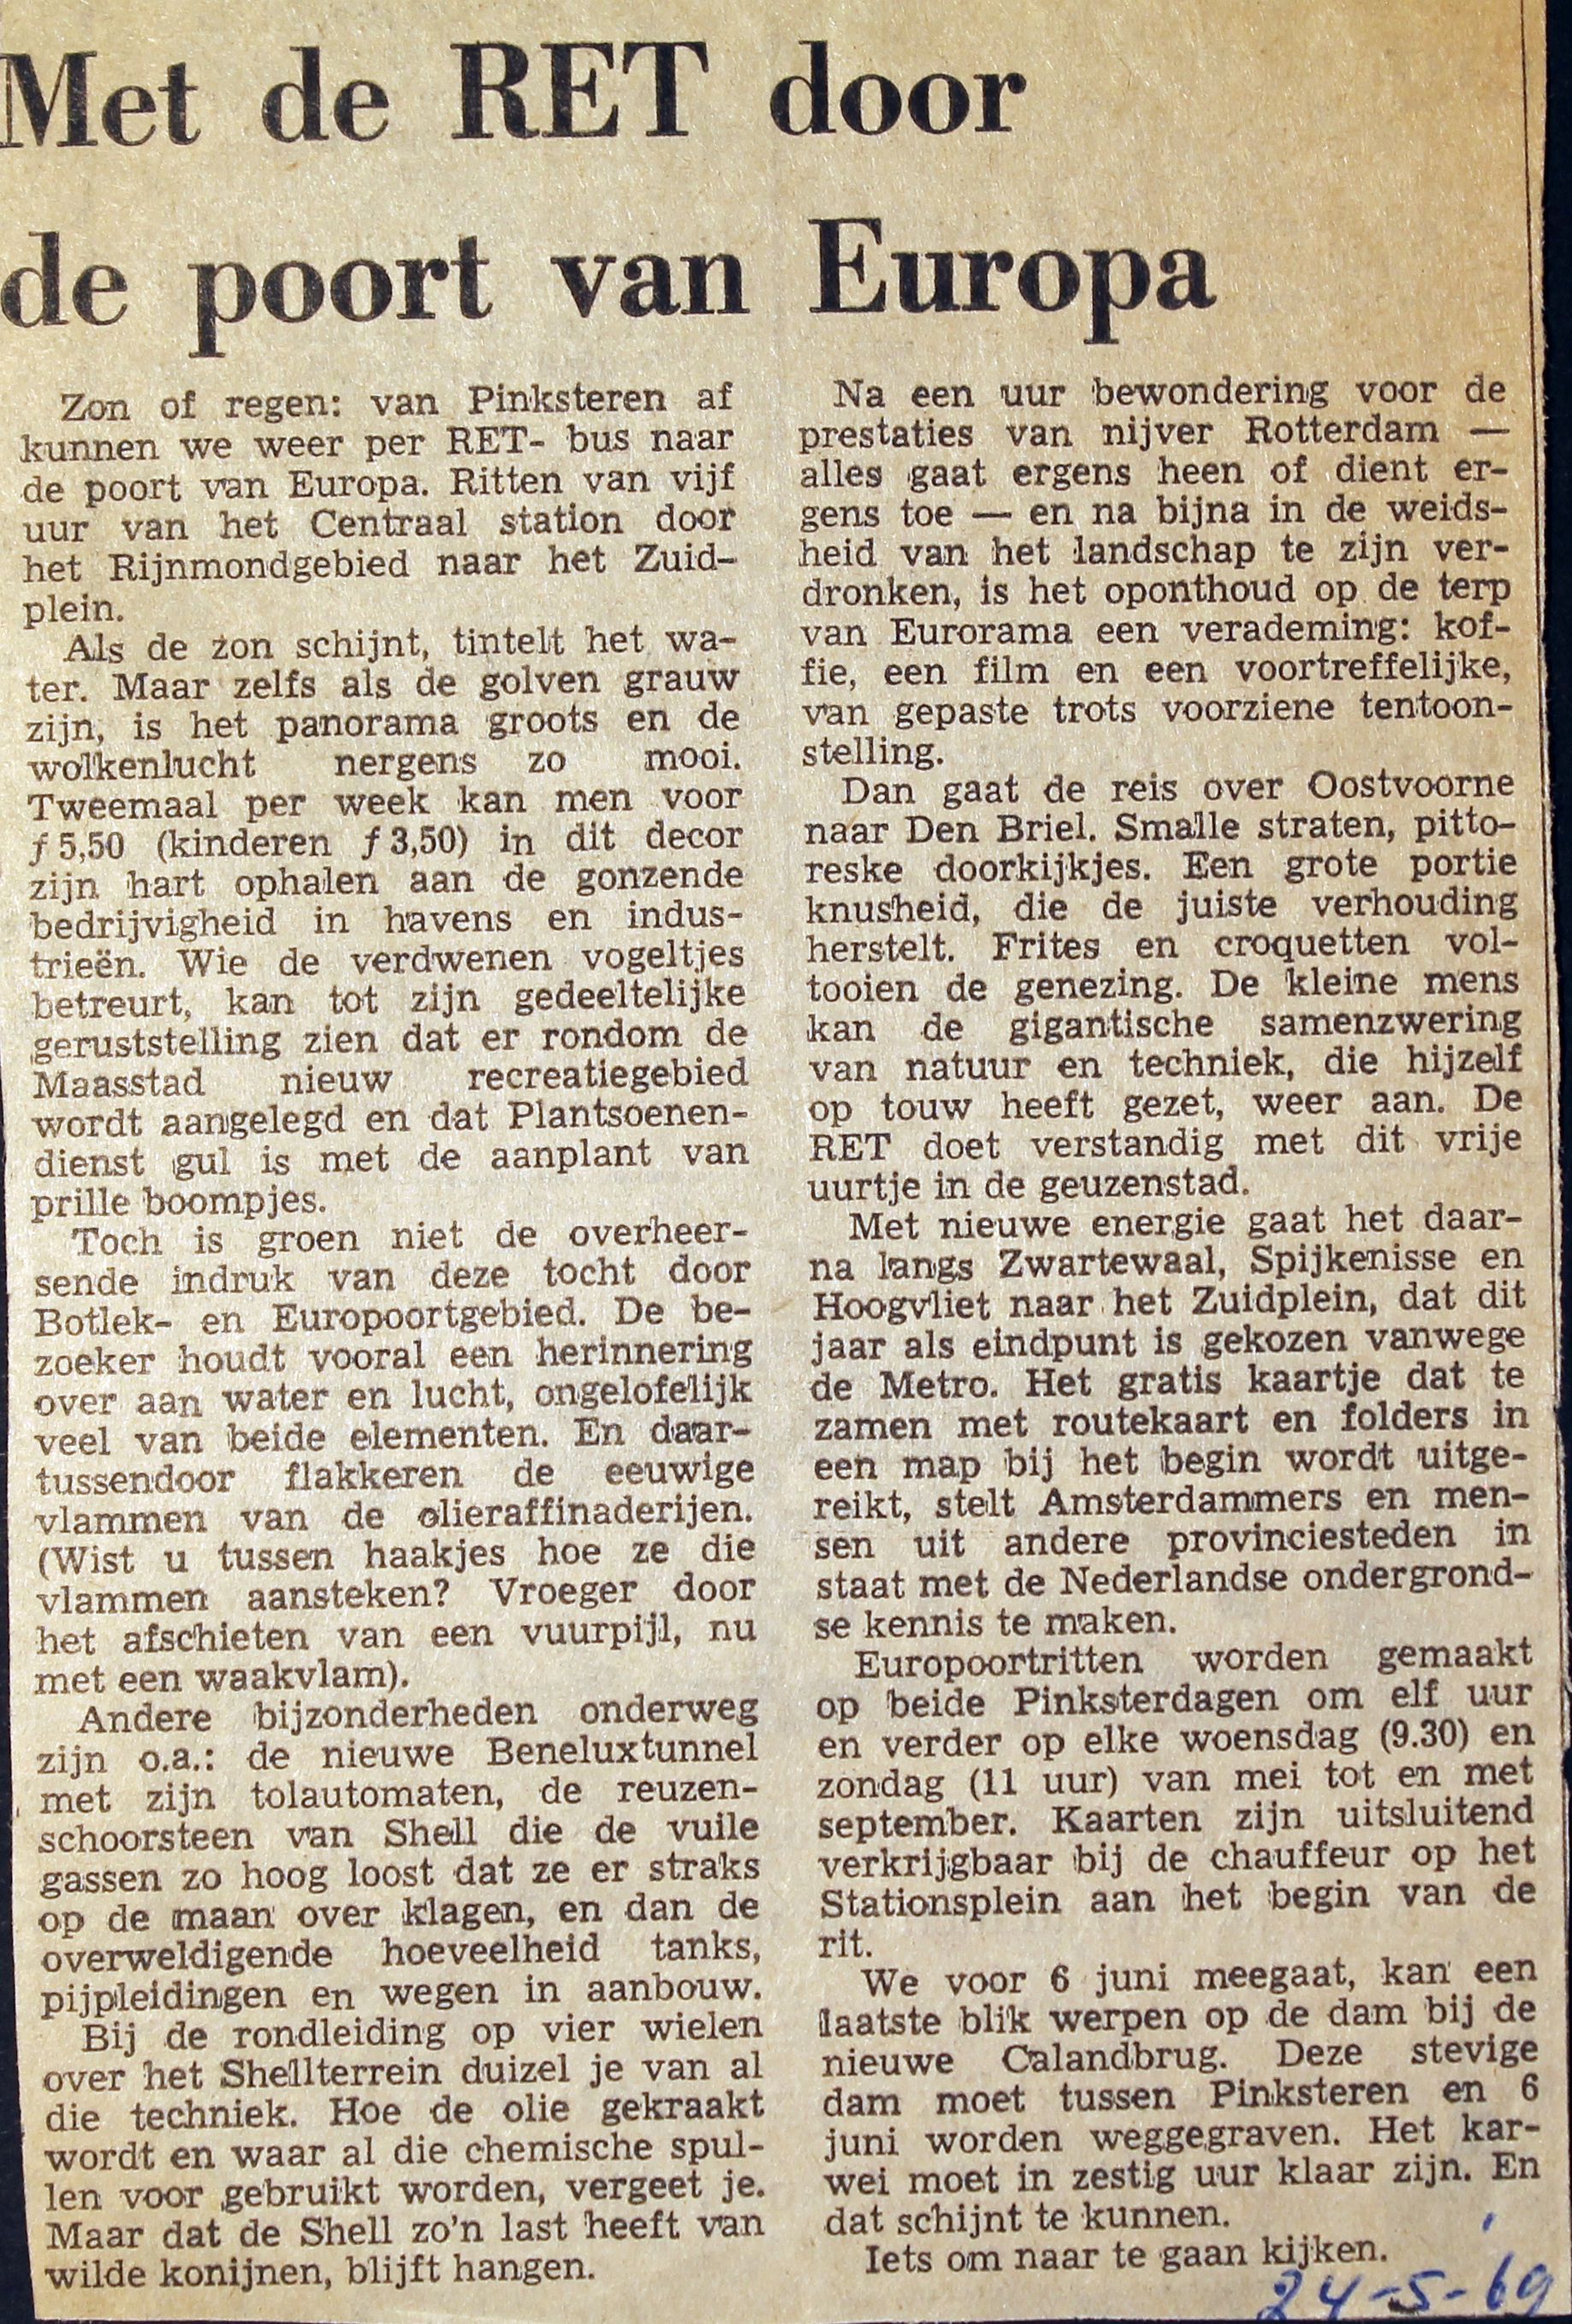 Met de RET door
de poort van Europa
Zon of regen: van Pinksteren af
kunnen we weer per RET- bus naar
de poort van Europa. Ritten van vijf
uur van het Centraal station door
het Rijnmondgebied naar het Zuid-
plein.
Als de zon schijnt, tintelt het wa-
ter. Maar zelfs als de golven grauw
zijn, is het panorama groots en de
wolkenlucht nergens zo mooi.
Tweemaal per week kan men voor
ƒ 5,50 (kinderen ƒ 3,50) in dit decor
zijn hart ophalen aan de gonzende
bedrijvigheid in havens en indus-
trieën. Wie de verdwenen vogeltjes
betreurt, kan tot zijn gedeeltelijke
geruststelling zien dat er rondom de
Maasstad nieuw recreatiegebied
wordt aangelegd en dat Plantsoenen-
dienst gul is met de aanplant van
prille boompjes.
Toch is groen niet de overheer-
sende indruk van deze tocht door
Botlek- en Europoortgebied. De be-
zoeker houdt vooral een herinnering
over aan water en lucht, ongelofelijk
veel van beide elementen. En daar-
tussendoor flakkeren de eeuwige
vlammen van de olieraffinaderijen.
(Wist u tussen haakjes hoe ze die
vlammen aansteken? Vroeger door
het afschieten van een vuurpijl, nu
met een waakvlam).
Andere bijzonderheden onderweg
zijn o.a.: de nieuwe Beneluxtunnel
met zijn tolautomaten, de reuzen-
schoorsteen van Shell die de vuile
gassen zo hoog loost dat ze er straks
op de maan over klagen, en dan de
overweldigende hoeveelheid tanks,
pijpleidingen en wegen in aanbouw.
Bij de rondleiding op vier wielen
over het Shellterrein duizel je van al
die techniek. Hoe de olie gekraakt
wordt en waar al die chemische spul-
len voor gebruikt worden, vergeet je.
Maar dat de Shell zo'n last heeft van
wilde konijnen, blijft hangen.
Na een uur bewondering voor de
prestaties van nijver Rotterdam —
alles gaat ergens heen of dient er-
gens toe — en na bijna in de weids-
heid van het landschap te zijn ver-
dronken, is het oponthoud op de terp
van Eurorama een verademing: kof-
fie, een film en een voortreffelijke,
van gepaste trots voorziene tentoon-
stelling.
Dan gaat de reis over Oostvoorne
naar Den Briel. Smalle straten, pitto-
reske doorkijkjes. Een grote portie
knusheid, die de juiste verhouding
herstelt. Frites en croquetten vol-
tooien de genezing. De kleine mens
kan de gigantische samenzwering
van natuur en techniek, die hijzelf
op touw heeft gezet, weer aan. De
RET doet verstandig met dit vrije
uurtje in de geuzenstad.
Met nieuwe energie gaat het daar-
na langs Zwartewaal, Spijkenisse en
Hoogvliet naar het Zuidplein, dat dit
jaar als eindpunt is gekozen vanwege
de Metro. Het gratis kaartje dat te
zamen met routekaart en folders in
een map bij het begin wordt uitge-
reikt, stelt Amsterdammers en men-
sen uit andere provinciesteden in
staat met de Nederlandse ondergrond-
se kennis te maken.
Europoortritten worden gemaakt
op beide Pinksterdagen om elf uur
en verder op elke woensdag (9.30) en
zondag (11 uur) van mei tot en met
september. Kaarten zijn uitsluitend
verkrijgbaar bij de chauffeur op het
Stationsplein aan het begin van de
rit.
We voor 6 juni meegaat, kan een
laatste blik werpen op de dam bij de
nieuwe Calandbrug. Deze stevige
dam moet tussen Pinksteren en 6
juni worden weggegraven. Het kar-
wei moet in zestig uur klaar zijn. En
dat schijnt te kunnen.
Iets om naar te gaan kijken.
24-5-69